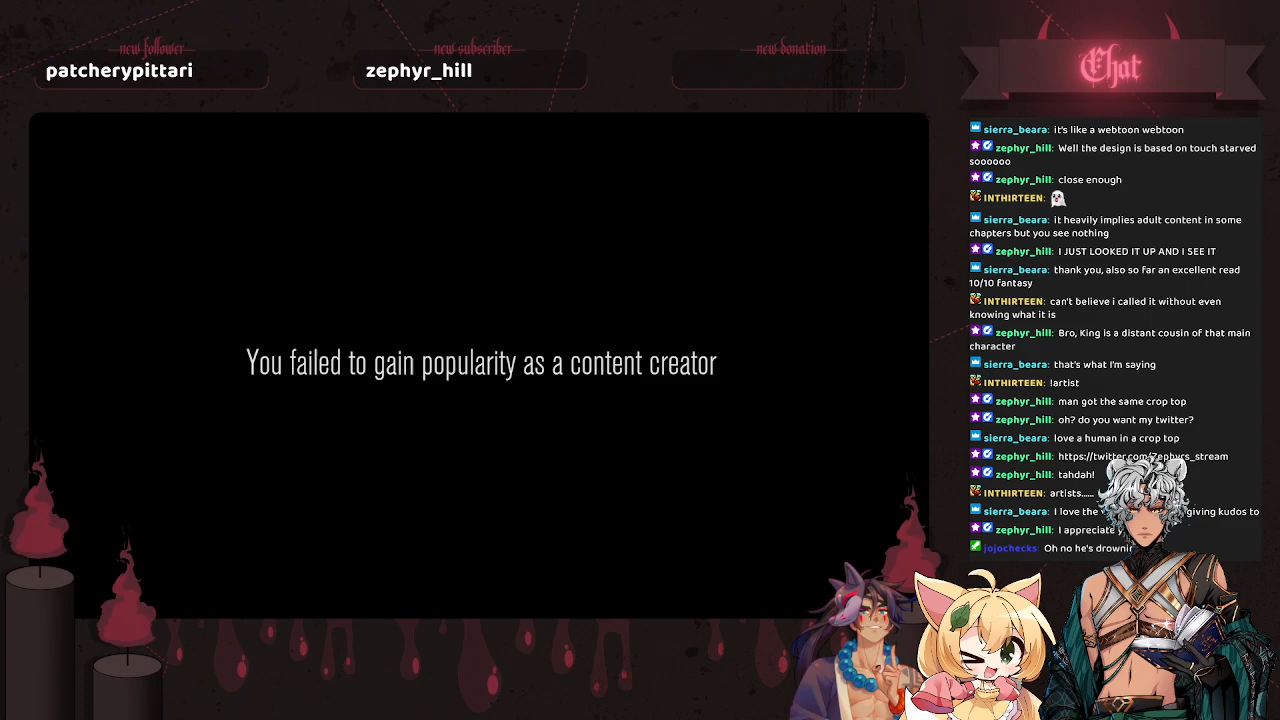 new follower
patcherypittari
new subscriber
zephyr_hill
new donation
Chat
sierra_beara: it's like a webtoon webtoon
zephyr_hill: Well the design is based on touch starved
soooooo
zephyr_hill: close enough
INTHIRTEEN:
sierra_beara: it heavily implies adult content in some
chapters but you see nothing
zephyr_hill: I JUST LOOKED IT UP AND I SEE IT
sierra_beara: thank you, also so far an excellent read
10/10 fantasy
INTHIRTEEN: can't believe i called it without even
knowing what it is
zephyr_hill: Bro, King is a distant cousin of that main
character
sierra_beara: that's what I'm saying
INTHIRTEEN: !artist
zephyr_hill: man got the same crop top
zephyr_hill: oh? do you want my twitter?
sierra_beara: love a human in a crop top
zephyr_hill: https://twitter.com/Zephyrs_stream
zephyr_hill: tahdah!
INTHIRTEEN: artists......
sierra_beara: I love the giving kudos to
zephyr_hill: I appreciate
jojochecks: Oh no he's
You failed to gain popularity as a content creator